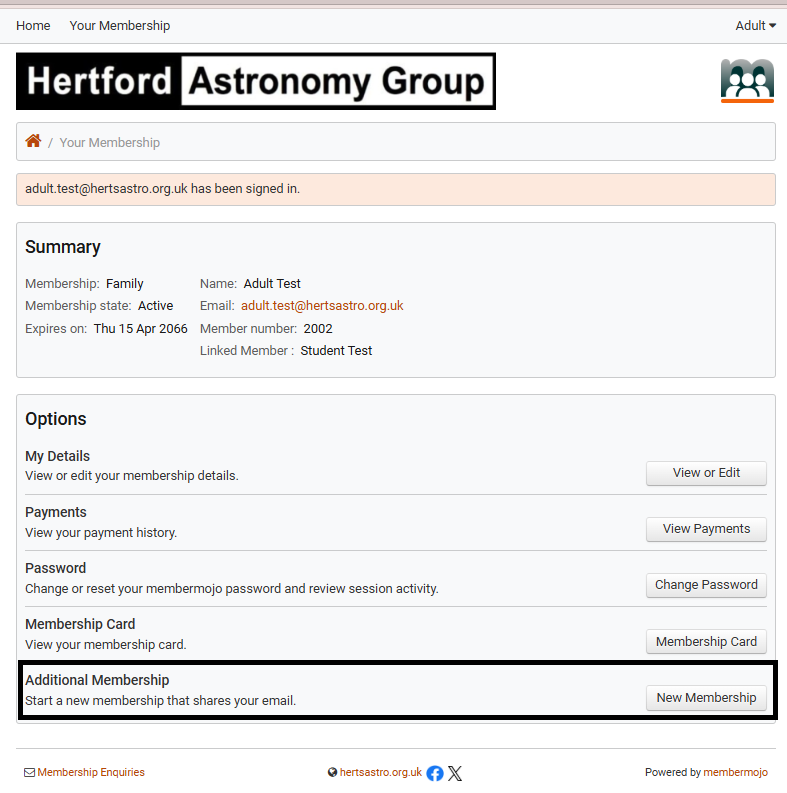 Home Your Membership Adult
Hertford Astronomy Group
/ Your Membership
adult.test@hertsastro.org.uk has been signed in.
Summary
Membership: Family Name: Adult Test
Membership state: Active Email: adult.test@hertsastro.org.uk
Expires on: Thu 15 Apr 2066 Member number: 2002
Linked Member : Student Test
Options
My Details
View or edit your membership details. View or Edit
Payments
View your payment history. View Payments
Password
Change or reset your membermojo password and review session activity. Change Password
Membership Card
View your membership card. Membership Card
Additional Membership
Start a new membership that shares your email. New Membership
Membership Enquiries hertsastro.org.uk Powered by membermojo